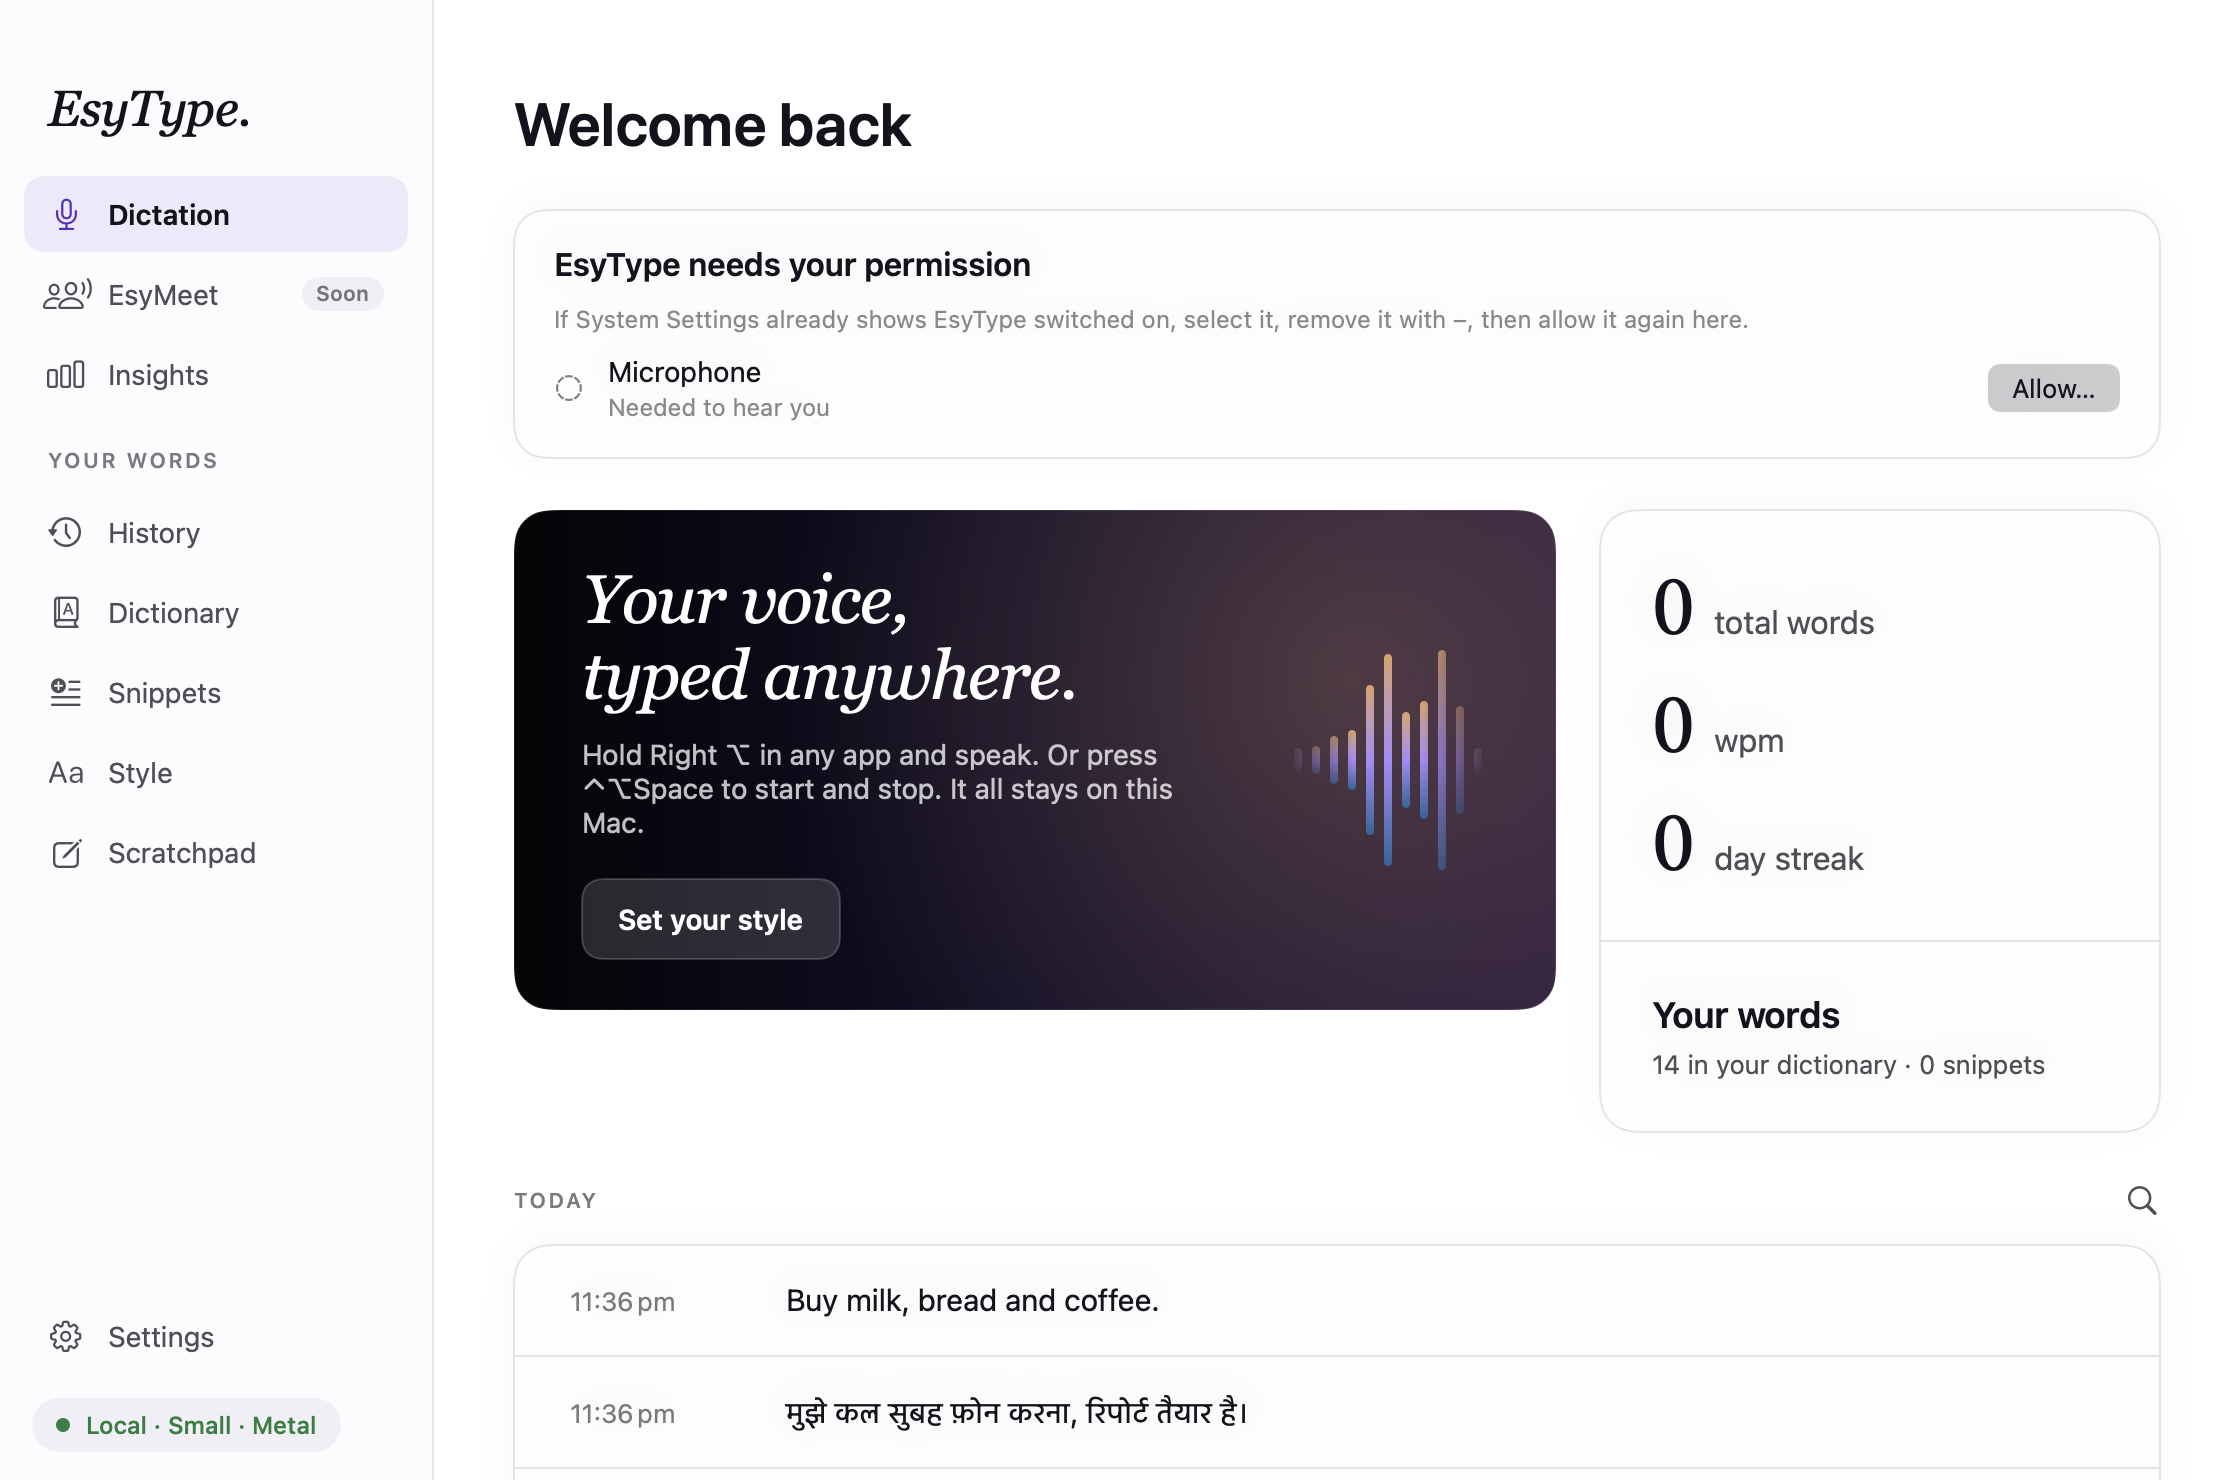 EsyType.
Dictation
EsyMeet Soon
Insights
YOUR WORDS
History
Dictionary
Snippets
Aa Style
Scratchpad
Settings
Local · Small · Metal
Welcome back
EsyType needs your permission
If System Settings already shows EsyType switched on, select it, remove it with –, then allow it again here.
Microphone
Needed to hear you
Allow...
Your voice,
typed anywhere.
Hold Right ⌥ in any app and speak. Or press
^⌥Space to start and stop. It all stays on this
Mac.
Set your style
0 total words
0 wpm
0 day streak
Your words
14 in your dictionary · 0 snippets
TODAY
11:36 pm Buy milk, bread and coffee.
11:36 pm मुझे कल सुबह फ़ोन करना, रिपोर्ट तैयार है।